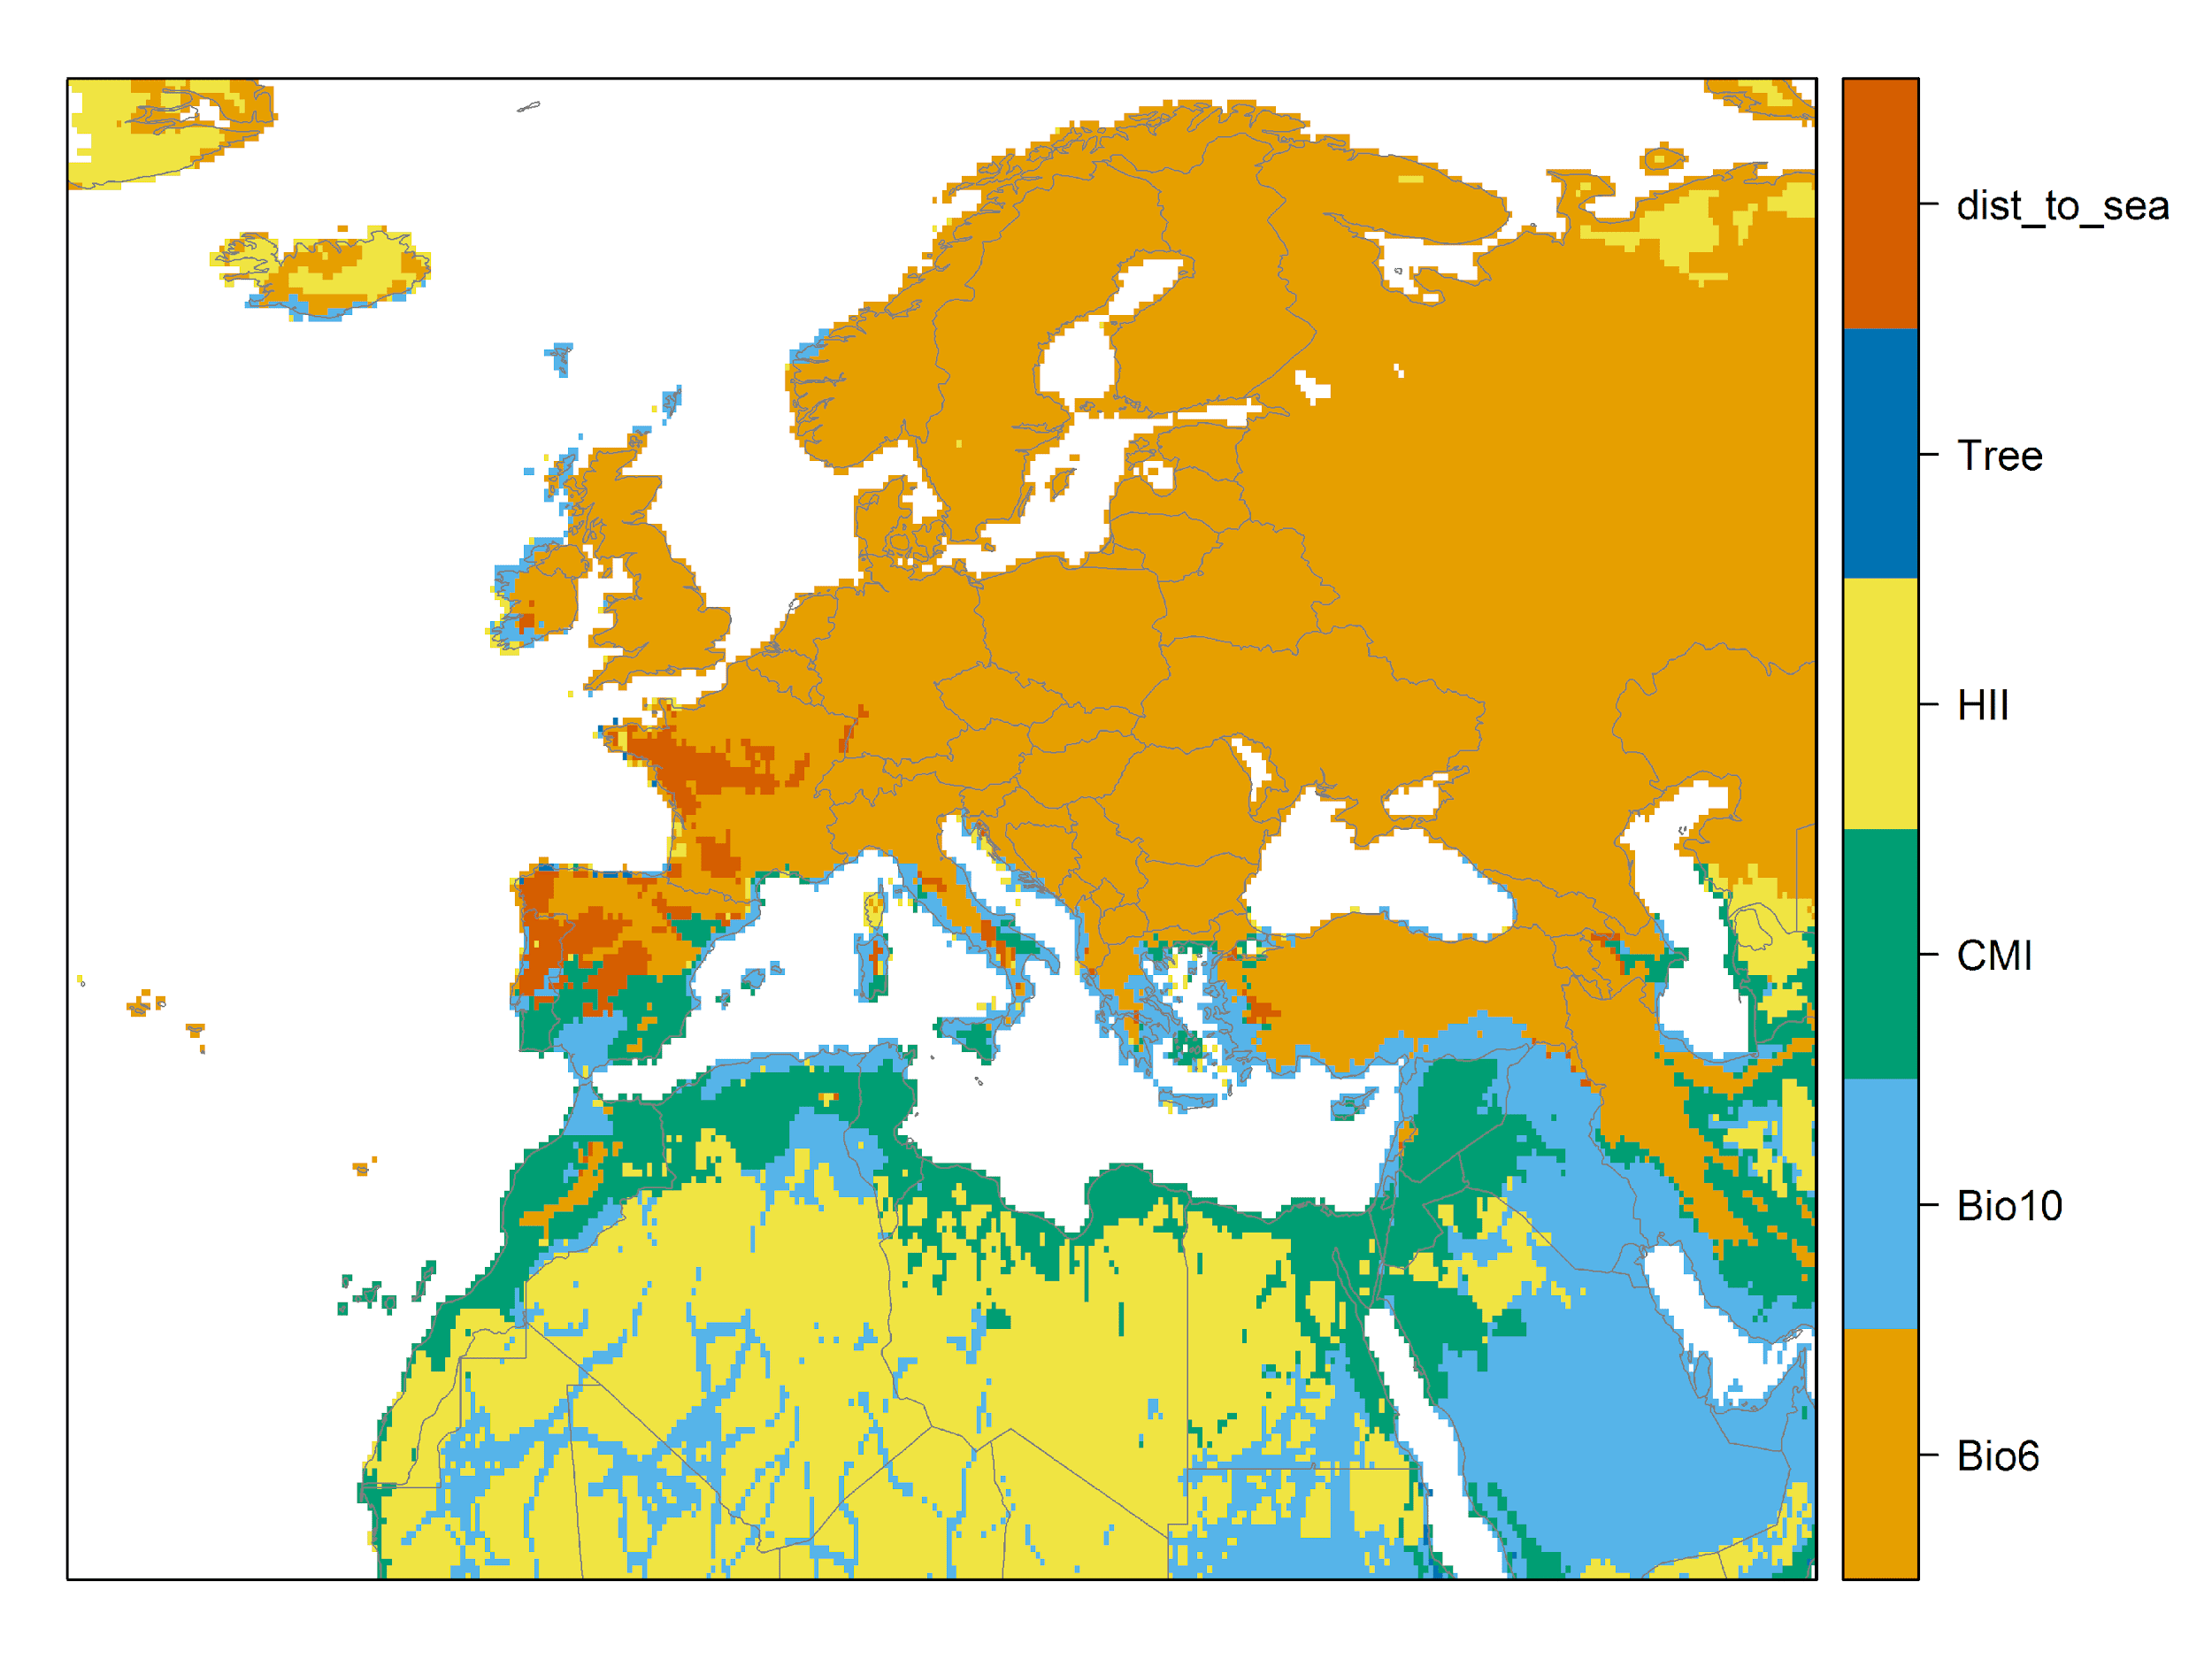 dist_to_sea
Tree
HII
CMI
Bio10
Bio6